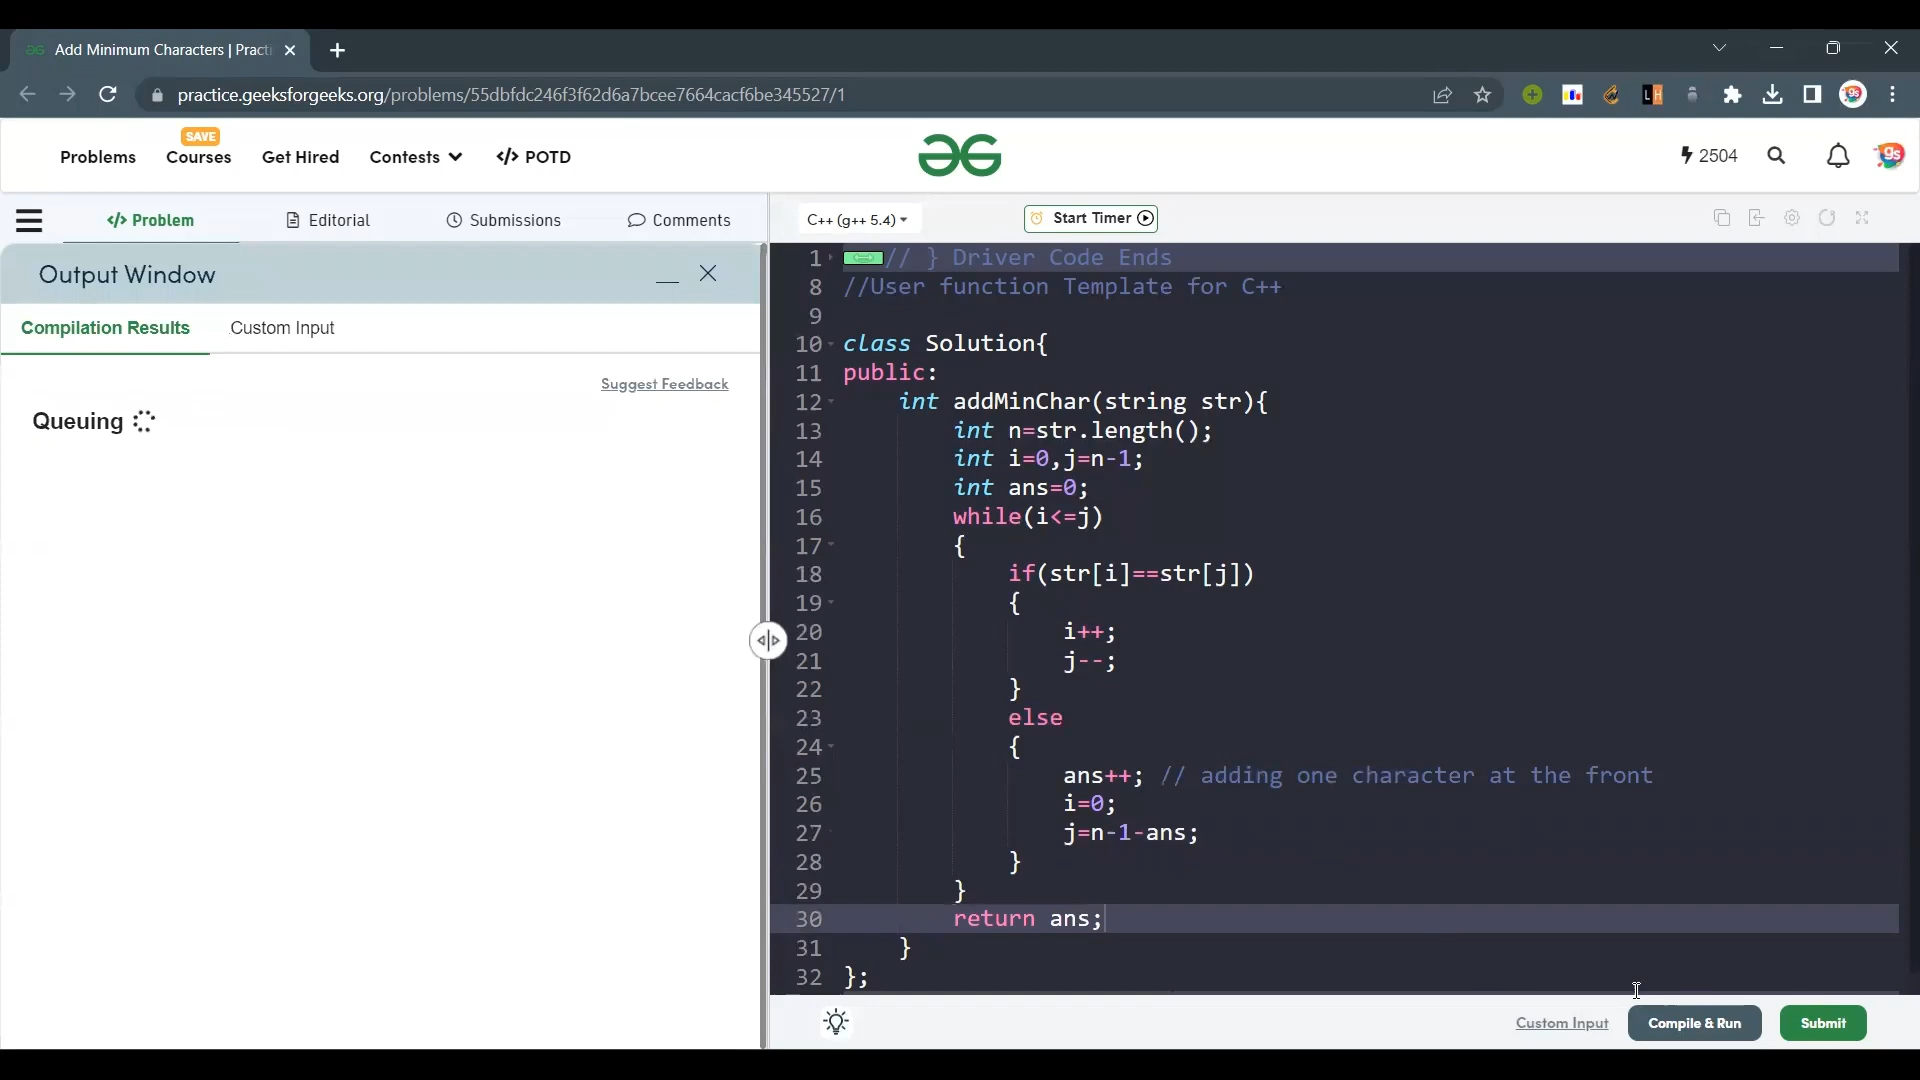 Add Minimum Characters | Practi
practice.geeksforgeeks.org/problems/55dbfdc246f3f62d6a7bcee7664cacf6be345527/1
LH
gs
SAVE
Problems Courses Get Hired Contests </> POTD
2504
gs
</> Problem Editorial Submissions Comments
C++ (g++ 5.4) Start Timer
Output Window
Compilation Results Custom Input
Suggest Feedback
Queuing
1 // } Driver Code Ends
8 //User function Template for C++
9
10 class Solution{
11 public:
12     int addMinChar(string str){
13         int n=str.length();
14         int i=0,j=n-1;
15         int ans=0;
16         while(i<=j)
17         {
18             if(str[i]==str[j])
19             {
20                 i++;
21                 j--;
22             }
23             else
24             {
25                 ans++; // adding one character at the front
26                 i=0;
27                 j=n-1-ans;
28             }
29         }
30         return ans;
31     }
32 };
Custom Input Compile & Run Submit